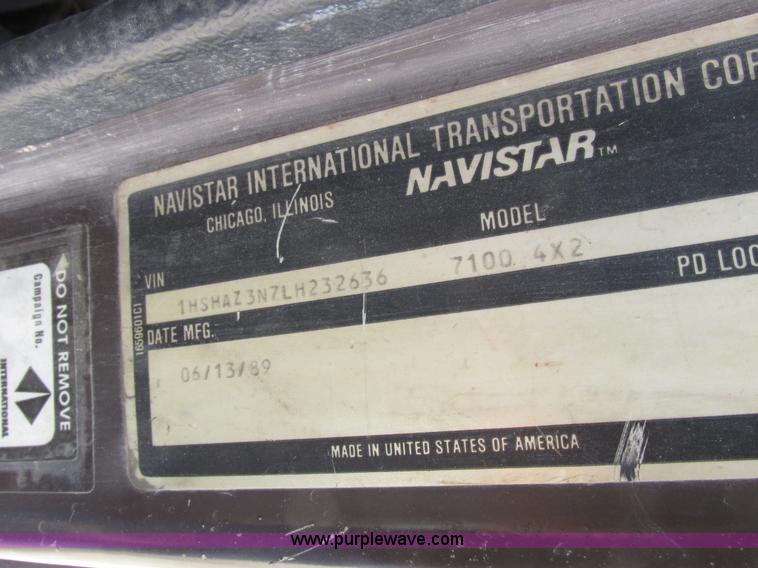 NAVISTAR INTERNATIONAL TRANSPORTATION COR
CHICAGO, ILLINOIS
NAVISTAR™
VIN
MODEL
1HSHAZ3N7LH232636
7100 4X2
DATE MFG.
PD LOC
06/13/89
MADE IN UNITED STATES OF AMERICA
1659601C1
DO NOT REMOVE
Campaign No.
INTERNATIONAL
www.purplewave.com